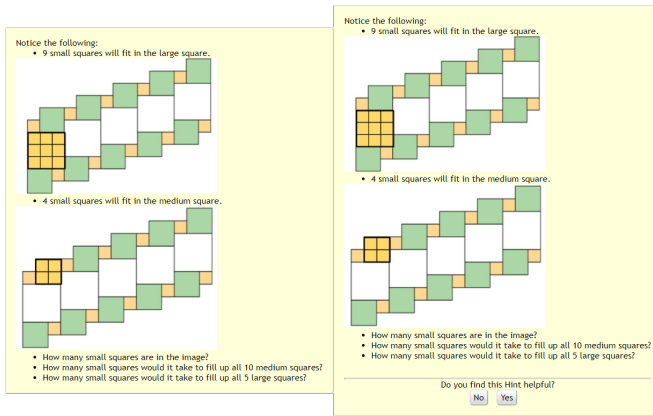 Notice the following:
• 9 small squares will fit in the large square.
• 4 small squares will fit in the medium square.
• How many small squares are in the image?
• How many small squares would it take to fill up all 10 medium squares?
• How many small squares would it take to fill up all 5 large squares?
Notice the following:
• 9 small squares will fit in the large square.
• 4 small squares will fit in the medium square.
• How many small squares are in the image?
• How many small squares would it take to fill up all 10 medium squares?
• How many small squares would it take to fill up all 5 large squares?
Do you find this Hint helpful?
No Yes